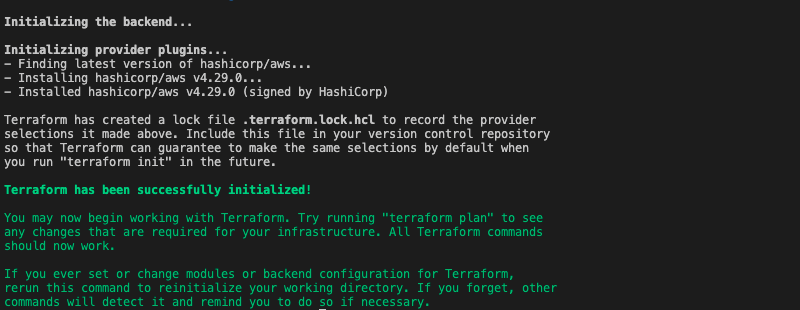 Initializing the backend...
Initializing provider plugins...
- Finding latest version of hashicorp/aws...
- Installing hashicorp/aws v4.29.0...
- Installed hashicorp/aws v4.29.0 (signed by HashiCorp)
Terraform has created a lock file .terraform.lock.hcl to record the provider
selections it made above. Include this file in your version control repository
so that Terraform can guarantee to make the same selections by default when
you run "terraform init" in the future.
Terraform has been successfully initialized!
You may now begin working with Terraform. Try running "terraform plan" to see
any changes that are required for your infrastructure. All Terraform commands
should now work.
If you ever set or change modules or backend configuration for Terraform,
rerun this command to reinitialize your working directory. If you forget, other
commands will detect it and remind you to do so if necessary.